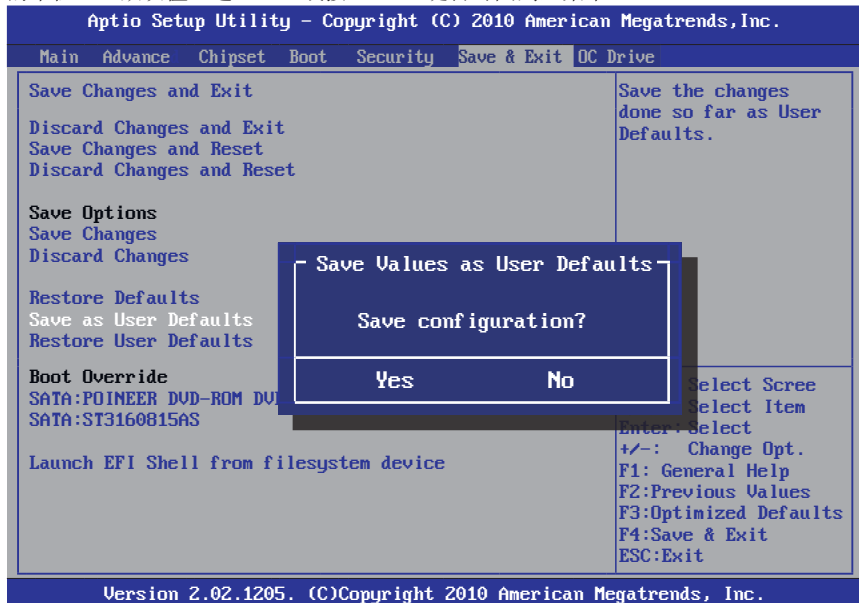 Aptio Setup Utility - Copyright (C) 2010 American Megatrends,Inc.
Main Advance Chipset Boot Security Save & Exit OC Drive
Save Changes and Exit
Discard Changes and Exit
Save Changes and Reset
Discard Changes and Reset
Save Options
Save Changes
Discard Changes
Restore Defaults
Save as User Defaults
Restore User Defaults
Boot Override
SATA:POINEER DVD-ROM
SATA:ST3160815AS
Launch EFI Shell from filesystem device
Save Values as User Defaults
Save configuration?
Yes No
Save the changes
done so far as User
Defaults.
Select Scree
Select Item
Enter: Select
+/-: Change Opt.
F1: General Help
F2:Previous Values
F3:Optimized Defaults
F4:Save & Exit
ESC:Exit
Version 2.02.1205. (C)Copyright 2010 American Megatrends, Inc.